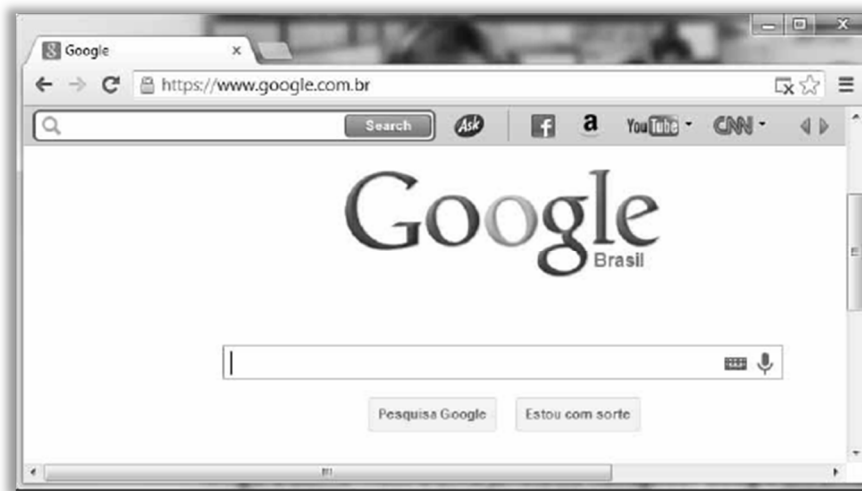 Google
https://www.google.com.br
Search Ask f a YouTube CNN
Google
Brasil
Pesquisa Google Estou com sorte